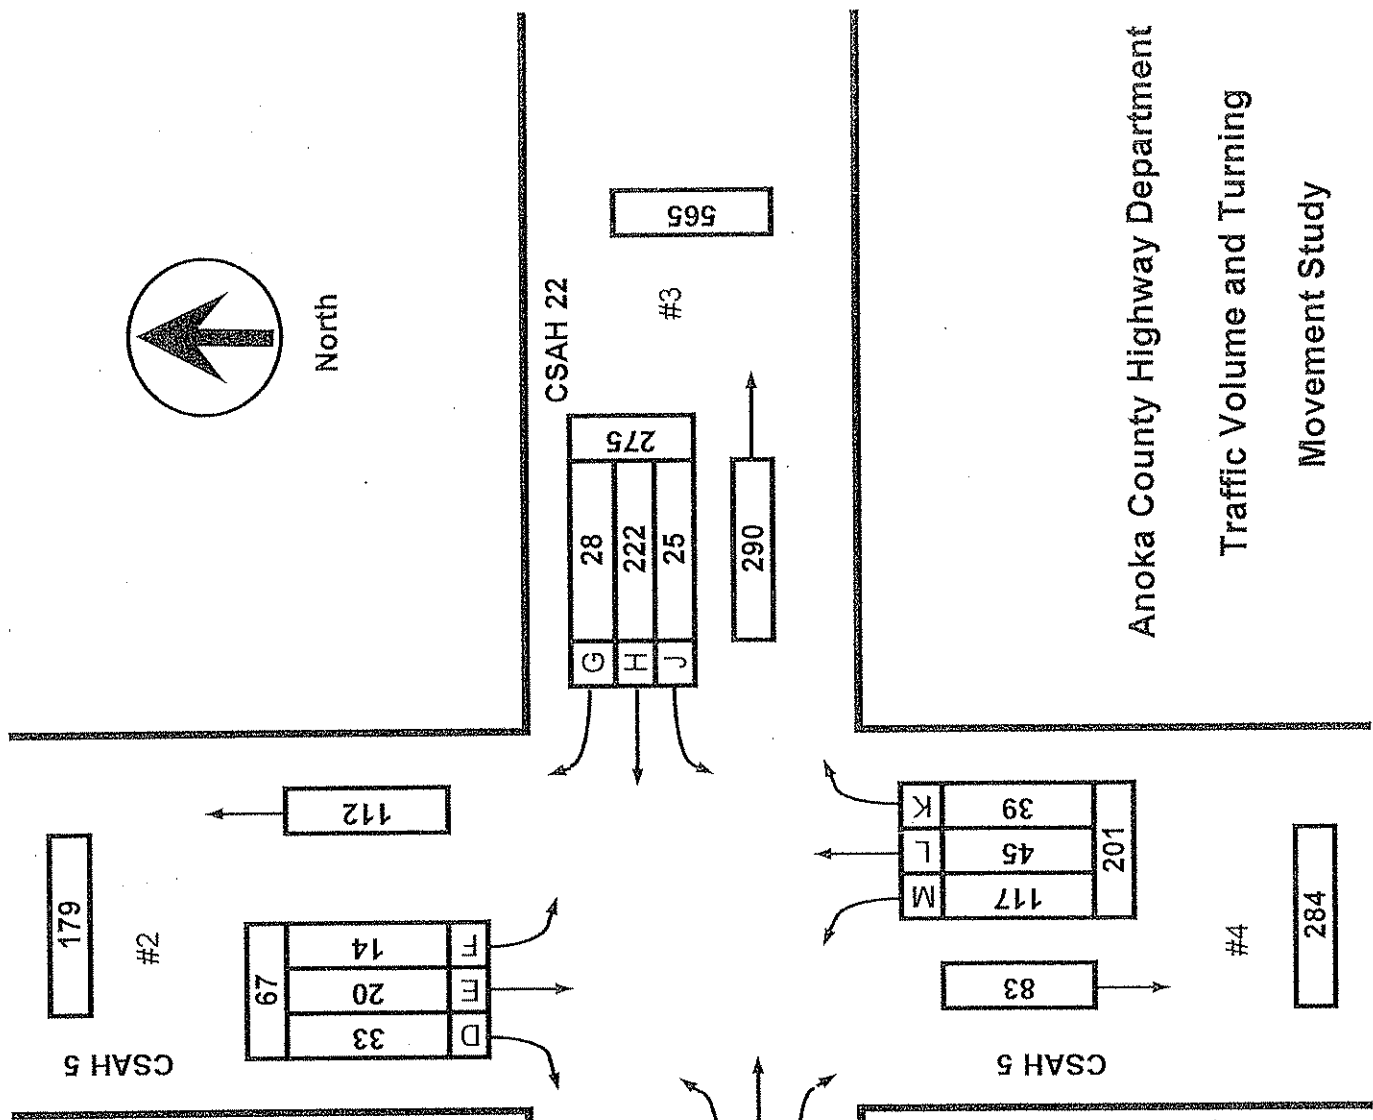 179
#2
CSAH 5
67
33
20
14
D
E
F
112
North
CSAH 22
#3
565
275
G 28
H 222
J 25
290
M
L
K
117
45
39
201
83
CSAH 5
#4
284
Anoka County Highway Department
Traffic Volume and Turning
Movement Study